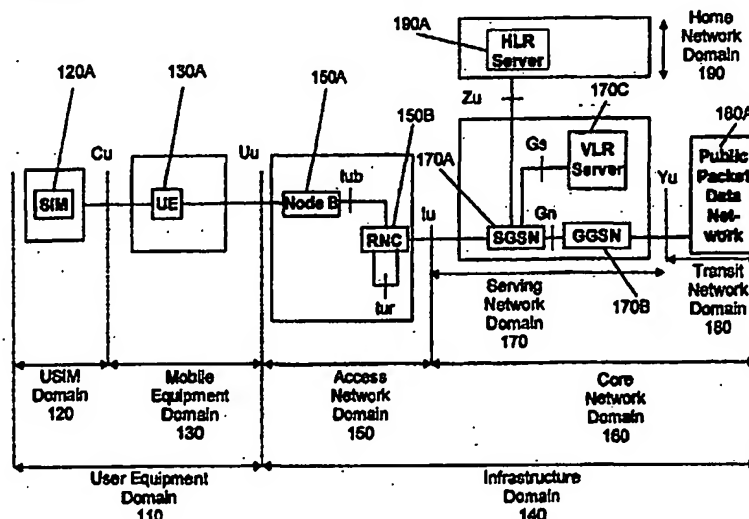 190A
HLR
Server
Home
Network
Domain
190
120A
130A
150A
150B
Zu
170C
180A
Cu
Uu
170A
Gs
VLR
Server
Yu
Public
Packet
Data
Net-
work
SIM
UE
Node B
Iub
Iu
RNC
SGSN
Gn
GGSN
Iur
Serving
Network
Domain
170
170B
Transit
Network
Domain
180
USIM
Domain
120
Mobile
Equipment
Domain
130
Access
Network
Domain
150
Core
Network
Domain
160
User Equipment
Domain
110
Infrastructure
Domain
140